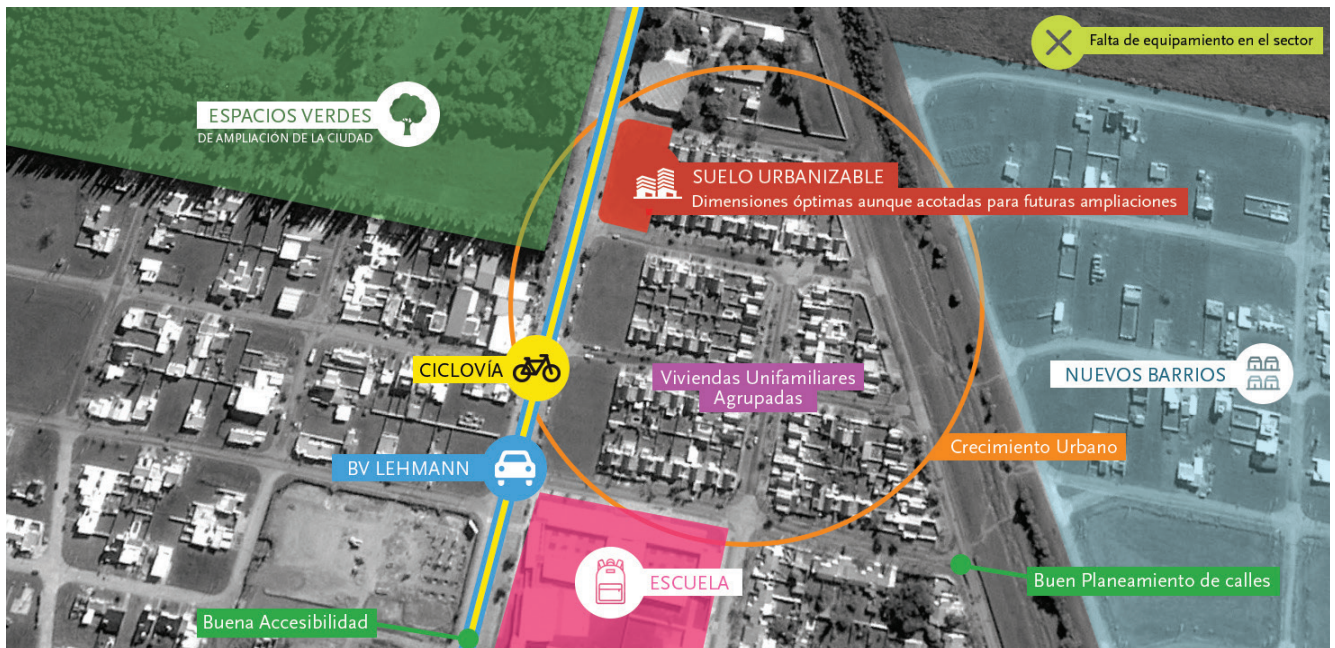 Falta de equipamiento en el sector
ESPACIOS VERDES
DE AMPLIACIÓN DE LA CIUDAD
SUELO URBANIZABLE
Dimensiones óptimas aunque acotadas para futuras ampliaciones
CICLOVÍA
Viviendas Unifamiliares
Agrupadas
NUEVOS BARRIOS
Crecimiento Urbano
BV LEHMANN
ESCUELA
Buen Planeamiento de calles
Buena Accesibilidad